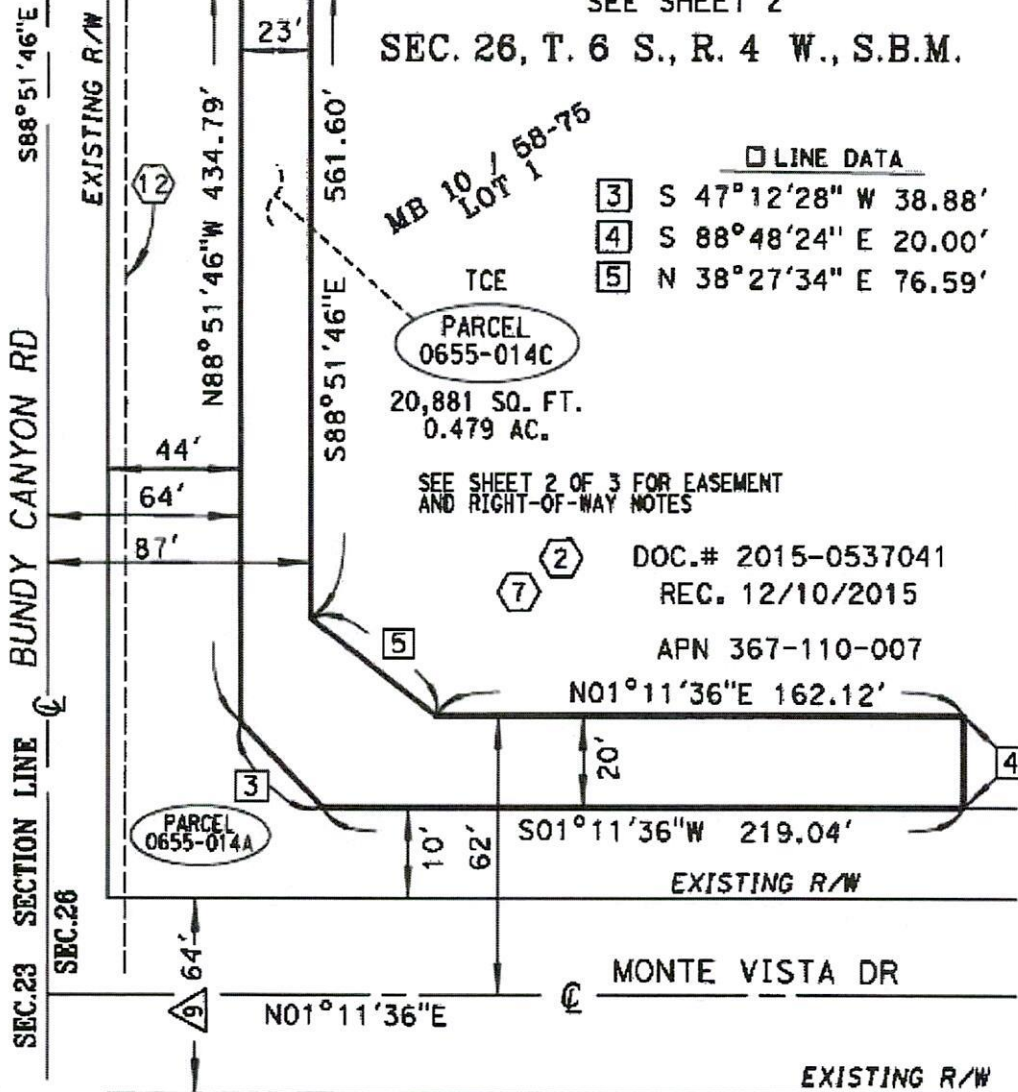 SEE SHEET 2
SEC. 26, T. 6 S., R. 4 W., S.B.M.
S88°51'46"E
EXISTING R/W
23'
N88°51'46"W 434.79'
561.60'
S88°51'46"E
12
MB 10 / 58-75
LOT 1
LINE DATA
3 S 47°12'28" W 38.88'
4 S 88°48'24" E 20.00'
5 N 38°27'34" E 76.59'
TCE
PARCEL
0655-014C
20,881 SQ. FT.
0.479 AC.
SEE SHEET 2 OF 3 FOR EASEMENT
AND RIGHT-OF-WAY NOTES
44'
64'
87'
BUNDY CANYON RD
2
7
DOC.# 2015-0537041
REC. 12/10/2015
APN 367-110-007
5
N01°11'36"E 162.12'
20'
4
3
PARCEL
0655-014A
S01°11'36"W 219.04'
10'
62'
EXISTING R/W
SEC.23 SECTION LINE ℄
SEC.26
64'
9
MONTE VISTA DR
℄
N01°11'36"E
EXISTING R/W